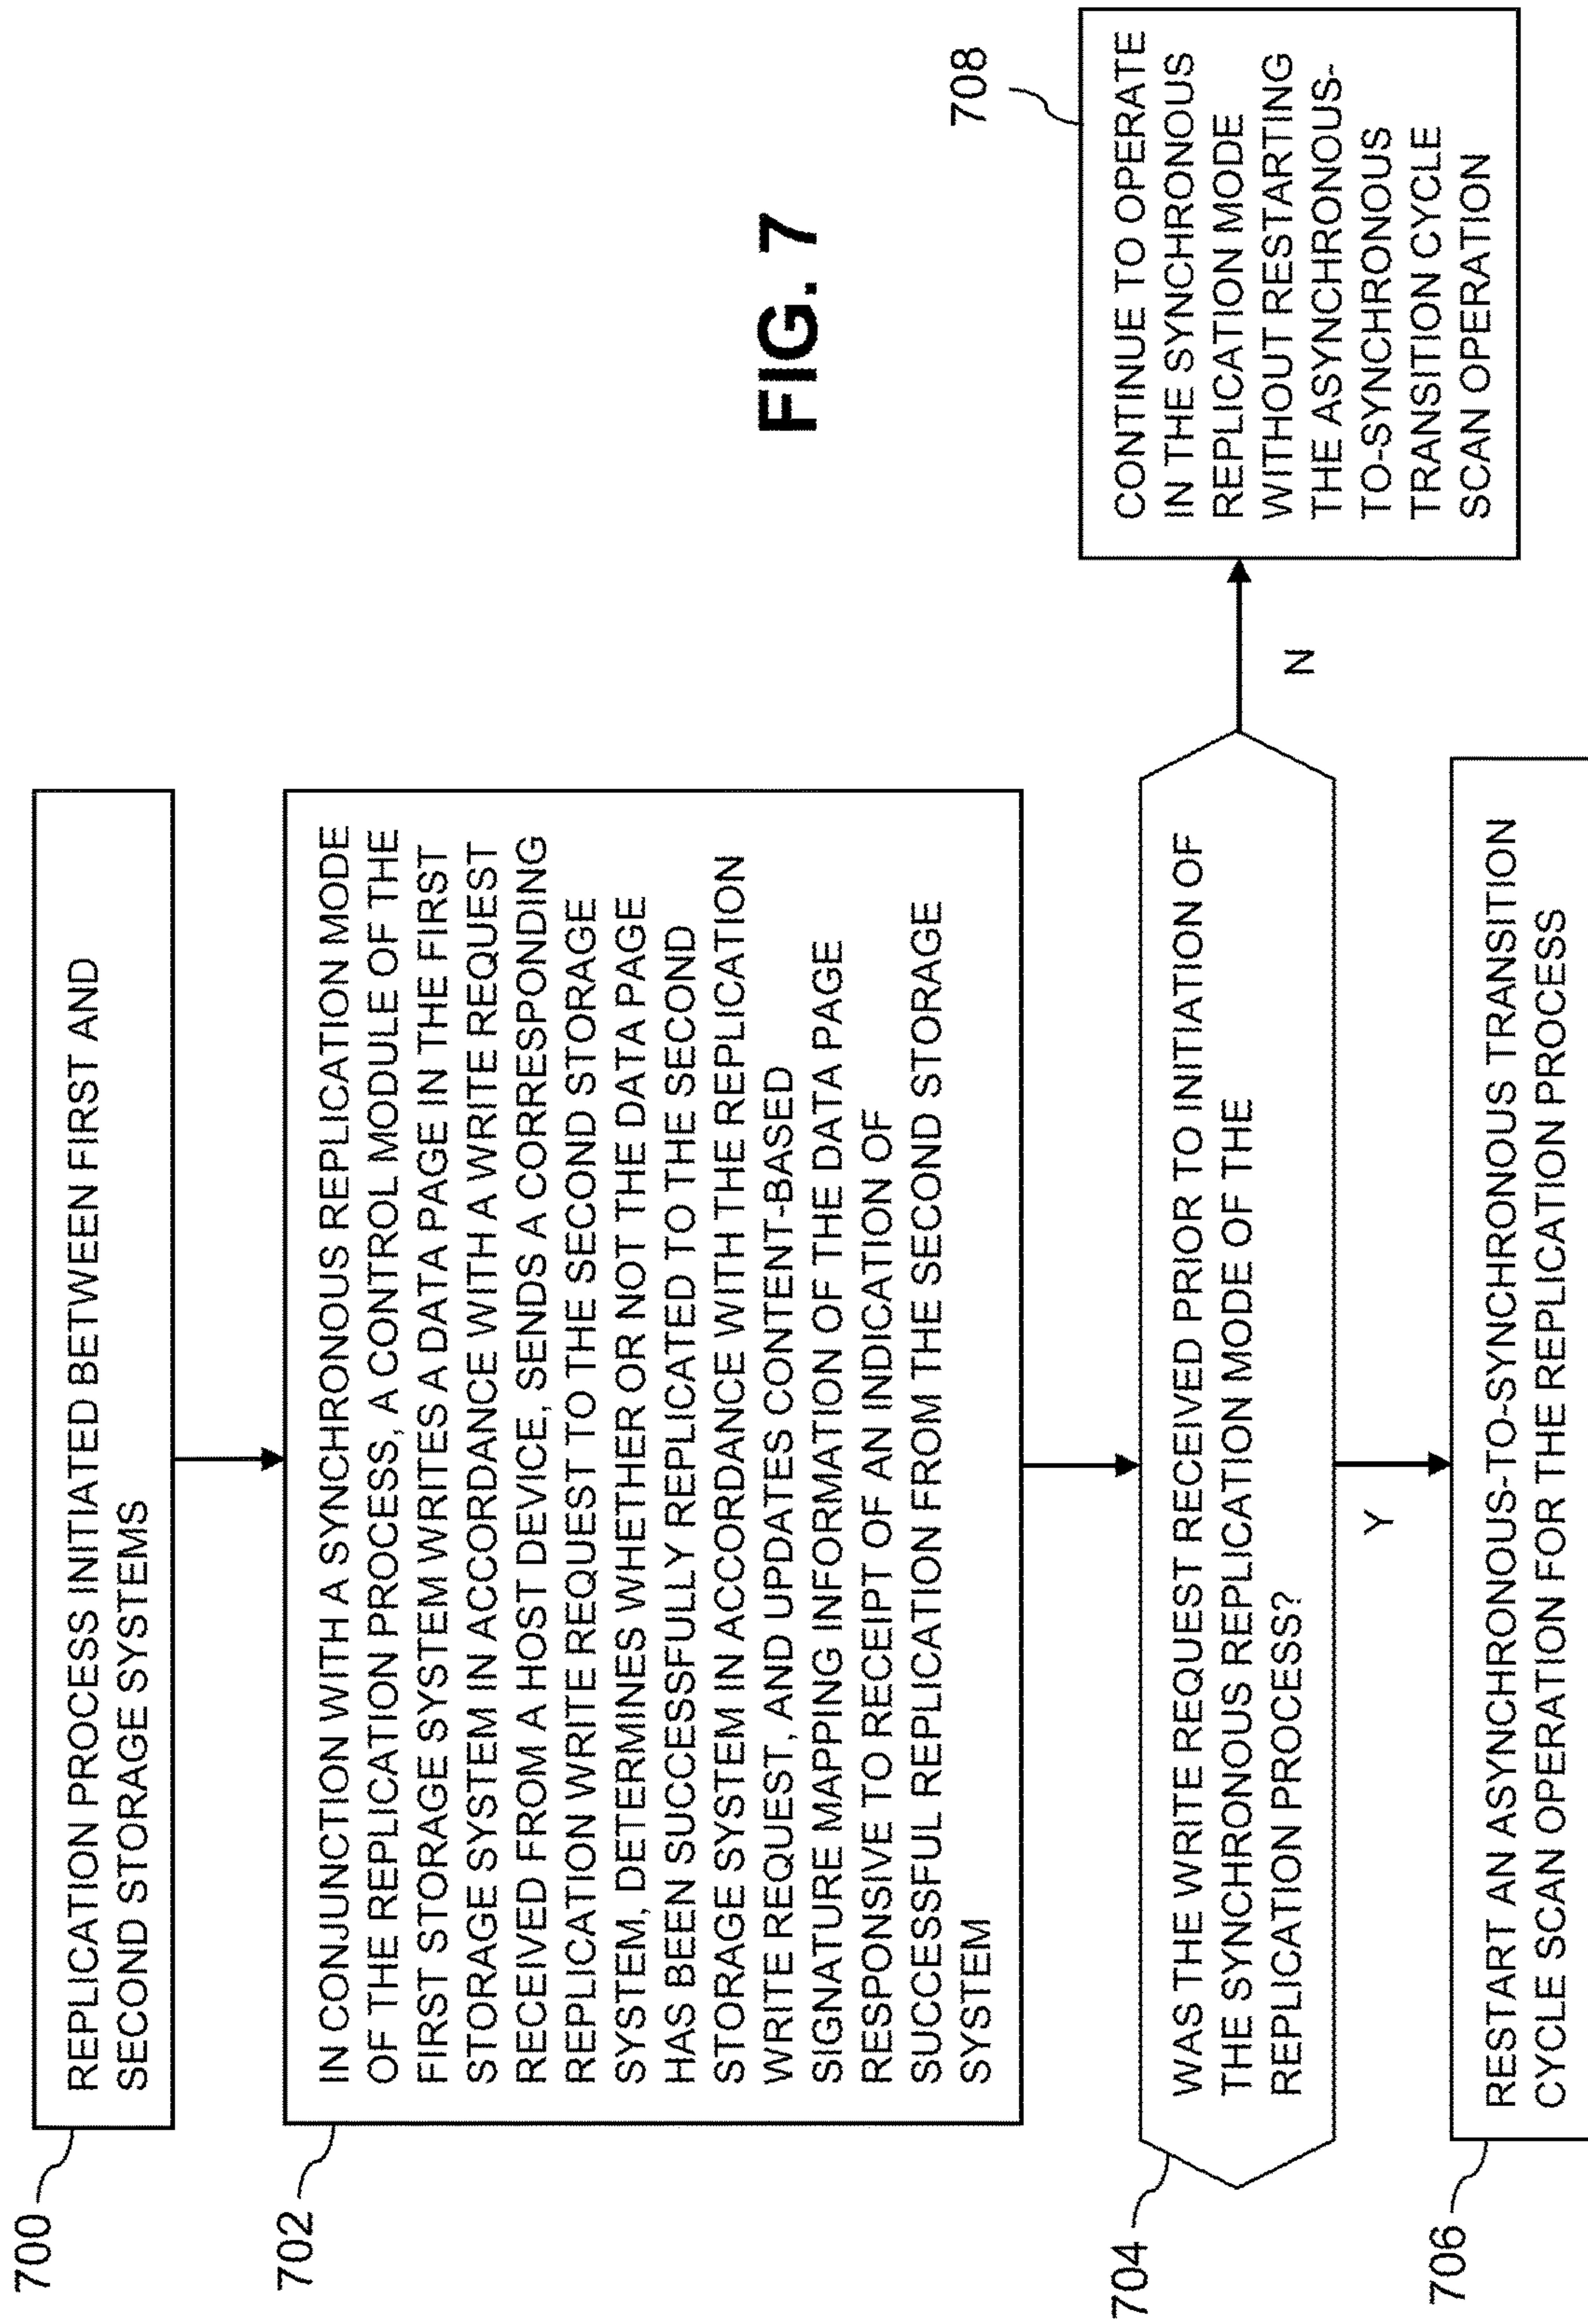 700
REPLICATION PROCESS INITIATED BETWEEN FIRST AND
SECOND STORAGE SYSTEMS
702
IN CONJUNCTION WITH A SYNCHRONOUS REPLICATION MODE
OF THE REPLICATION PROCESS, A CONTROL MODULE OF THE
FIRST STORAGE SYSTEM WRITES A DATA PAGE IN THE FIRST
STORAGE SYSTEM IN ACCORDANCE WITH A WRITE REQUEST
RECEIVED FROM A HOST DEVICE, SENDS A CORRESPONDING
REPLICATION WRITE REQUEST TO THE SECOND STORAGE
SYSTEM, DETERMINES WHETHER OR NOT THE DATA PAGE
HAS BEEN SUCCESSFULLY REPLICATED TO THE SECOND
STORAGE SYSTEM IN ACCORDANCE WITH THE REPLICATION
WRITE REQUEST, AND UPDATES CONTENT-BASED
SIGNATURE MAPPING INFORMATION OF THE DATA PAGE
RESPONSIVE TO RECEIPT OF AN INDICATION OF
SUCCESSFUL REPLICATION FROM THE SECOND STORAGE
SYSTEM
704
WAS THE WRITE REQUEST RECEIVED PRIOR TO INITIATION OF
THE SYNCHRONOUS REPLICATION MODE OF THE
REPLICATION PROCESS?
N
Y
706
RESTART AN ASYNCHRONOUS-TO-SYNCHRONOUS TRANSITION
CYCLE SCAN OPERATION FOR THE REPLICATION PROCESS
708
CONTINUE TO OPERATE
IN THE SYNCHRONOUS
REPLICATION MODE
WITHOUT RESTARTING
THE ASYNCHRONOUS-
TO-SYNCHRONOUS
TRANSITION CYCLE
SCAN OPERATION
FIG. 7